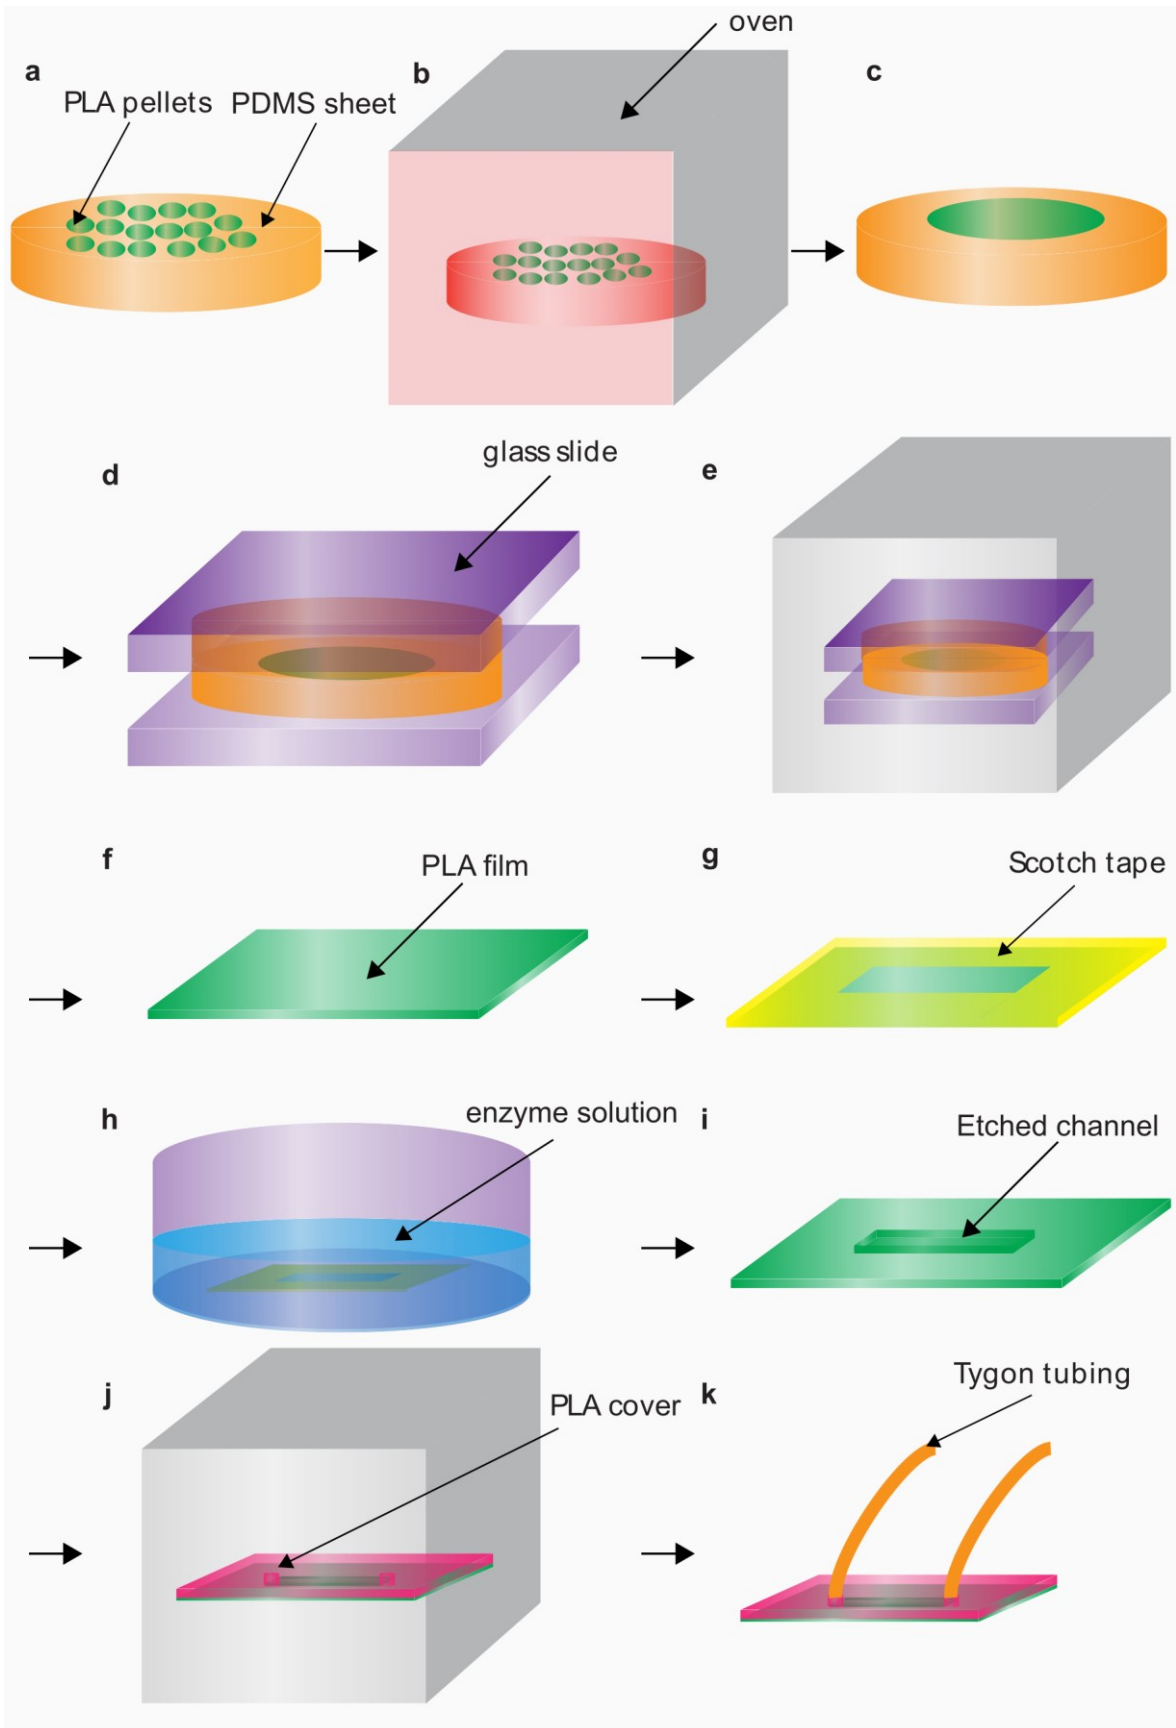 oven
a
b
c
PLA pellets
PDMS sheet
d
glass slide
e
f
PLA film
g
Scotch tape
h
enzyme solution
i
Etched channel
j
PLA cover
k
Tygon tubing